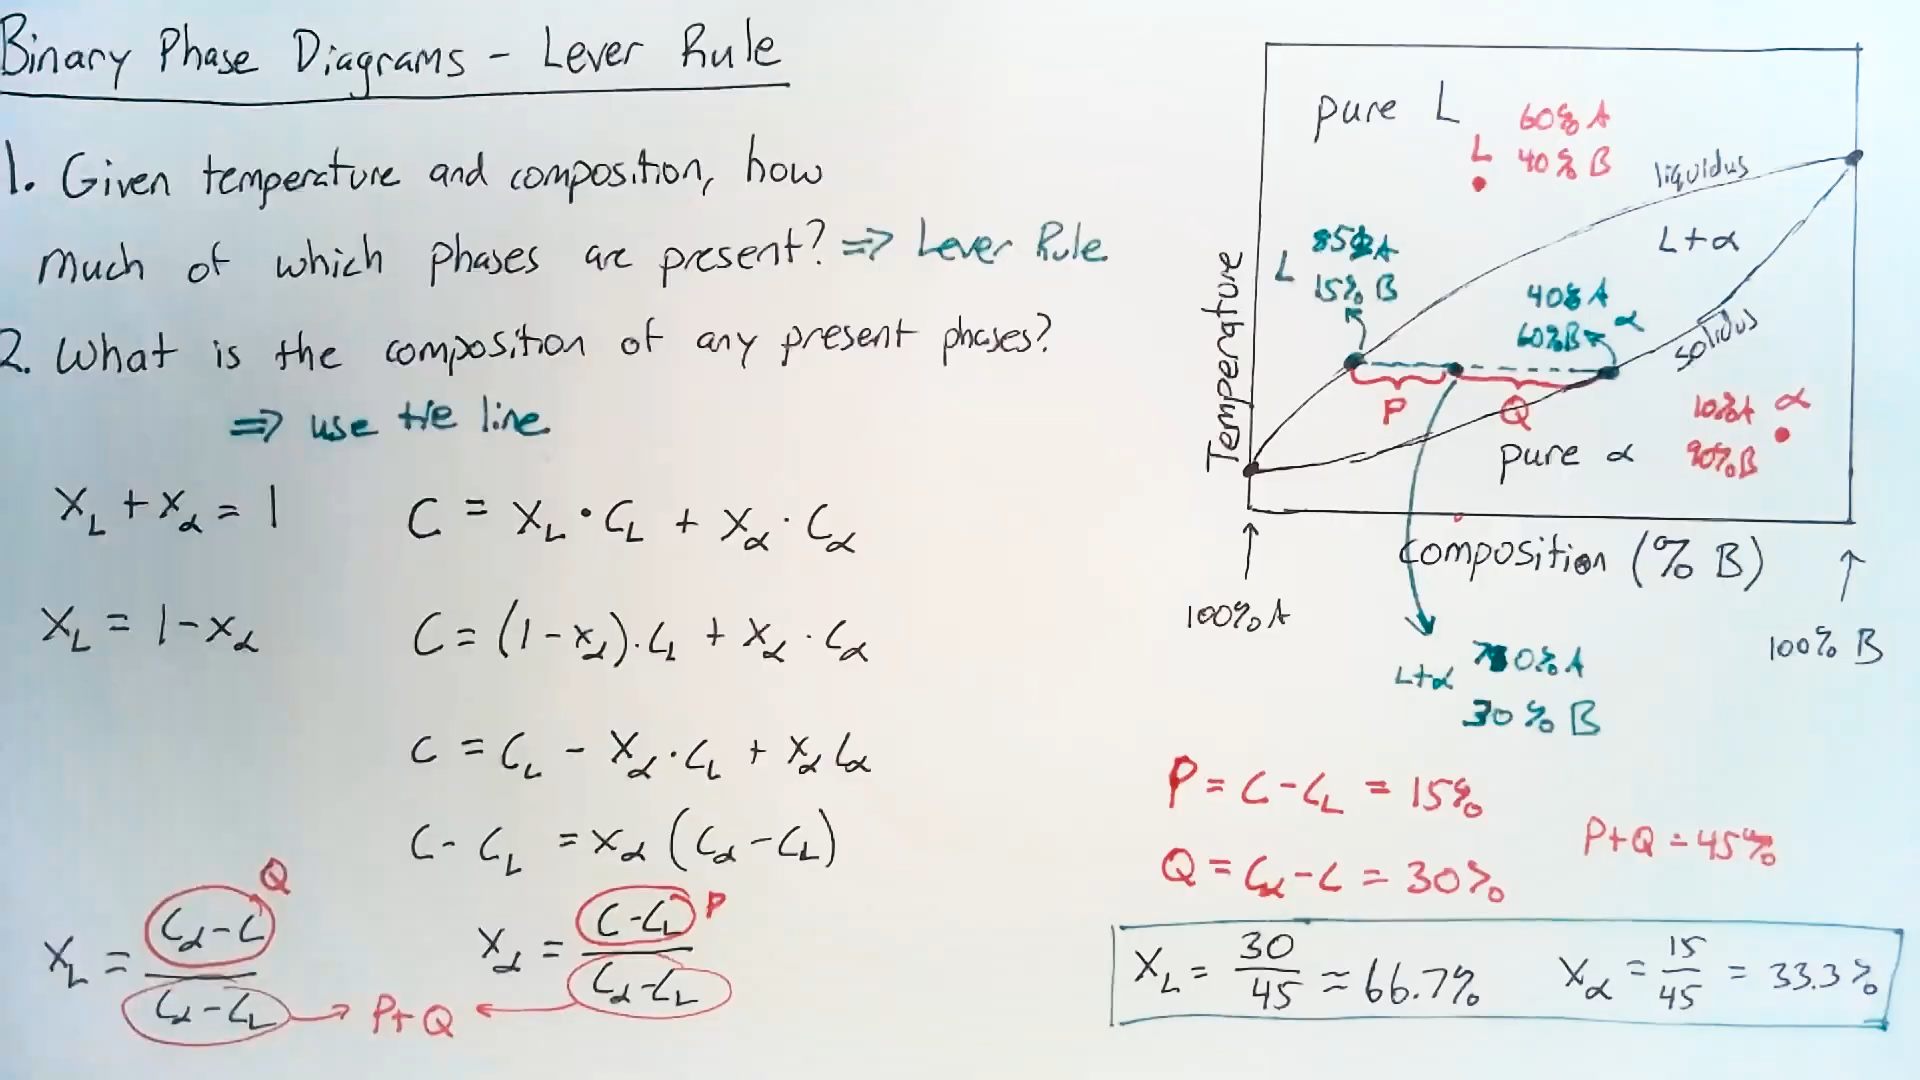 Binary Phase Diagrams - Lever Rule
1. Given temperature and composition, how
much of which phases are present? ⇒ Lever Rule.
2. What is the composition of any present phases?
⇒ use tie line.
X_L + X_α = 1
C = X_L · C_L + X_α · C_α
X_L = 1 - X_α
C = (1 - X_α) · C_L + X_α · C_α
C = C_L - X_α · C_L + X_α C_α
C - C_L = X_α (C_α - C_L)
Q
X_L = (C_α - C) / (C_α - C_L)
P
X_α = (C - C_L) / (C_α - C_L)
→ P+Q ←
pure L
L
60% A
40% B
liquidus
L+α
solidus
L
85% A
15% B
40% A
60% B
α
P
Q
pure α
10% A
90% B
α
Temperature
Composition (% B)
100% A
100% B
L+α
70% A
30% B
P = C - C_L = 15%
Q = C_α - C = 30%
P+Q = 45%
X_L = 30/45 ≈ 66.7%
X_α = 15/45 = 33.3%